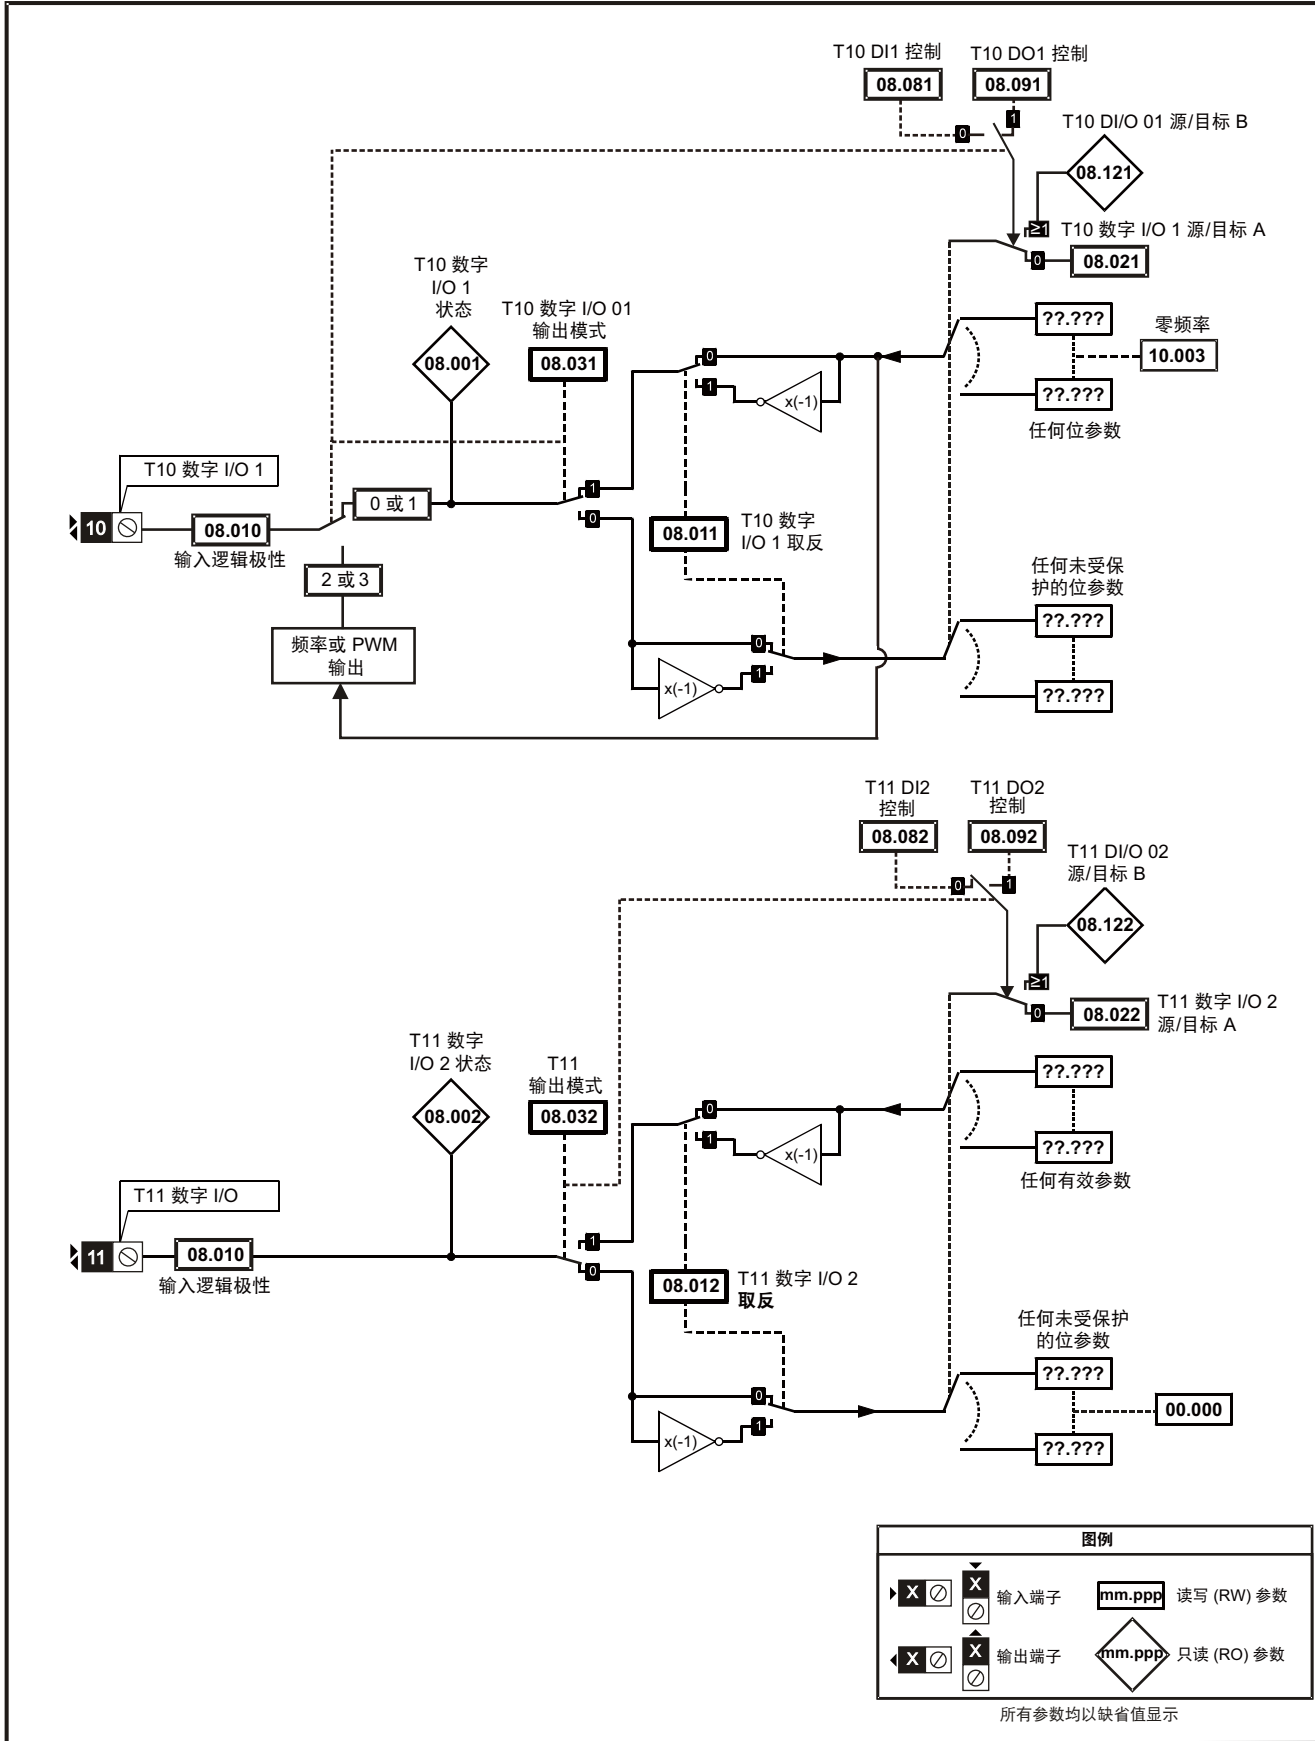 T10 DI1 控制
T10 DO1 控制
08.081
08.091
0
1
T10 DI/O 01 源/目标 B
08.121
≥1
T10 数字 I/O 1 源/目标 A
0
08.021
T10 数字
I/O 1
状态
08.001
T10 数字 I/O 01
输出模式
08.031
0
1
x(-1)
??.???
零频率
10.003
??.???
任何位参数
T10 数字 I/O 1
10
08.010
输入逻辑极性
0 或 1
1
0
2 或 3
频率或 PWM
输出
08.011
T10 数字
I/O 1 取反
任何未受保
护的位参数
??.???
??.???
0
1
x(-1)
T11 DI2
控制
T11 DO2
控制
08.082
08.092
0
1
T11 DI/O 02
源/目标 B
08.122
≥1
0
08.022
T11 数字 I/O 2
源/目标 A
T11 数字
I/O 2 状态
08.002
T11
输出模式
08.032
0
1
x(-1)
??.???
??.???
任何有效参数
T11 数字 I/O
11
08.010
输入逻辑极性
1
0
08.012
T11 数字 I/O 2
取反
任何未受保护
的位参数
??.???
00.000
??.???
0
1
x(-1)
图例
X
X
输入端子
mm.ppp
读写 (RW) 参数
X
X
输出端子
mm.ppp
只读 (RO) 参数
所有参数均以缺省值显示